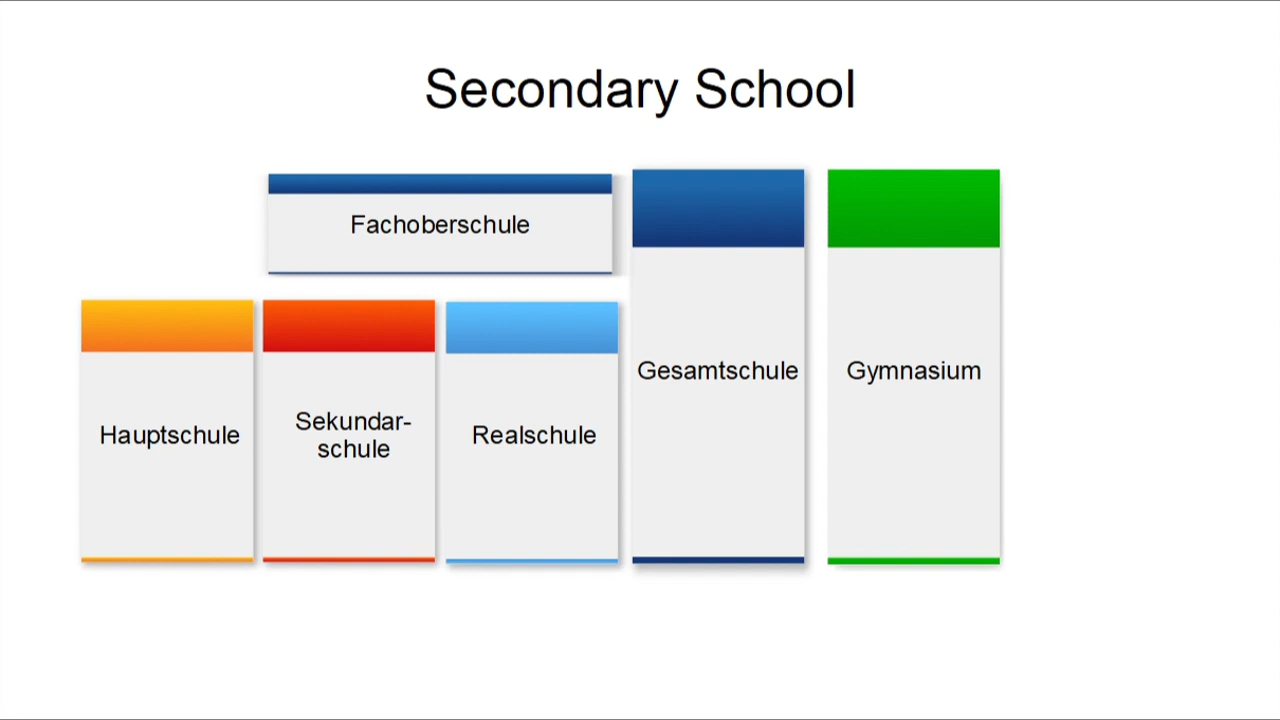 Secondary School
Fachoberschule
Gesamtschule
Gymnasium
Hauptschule
Sekundar-
schule
Realschule